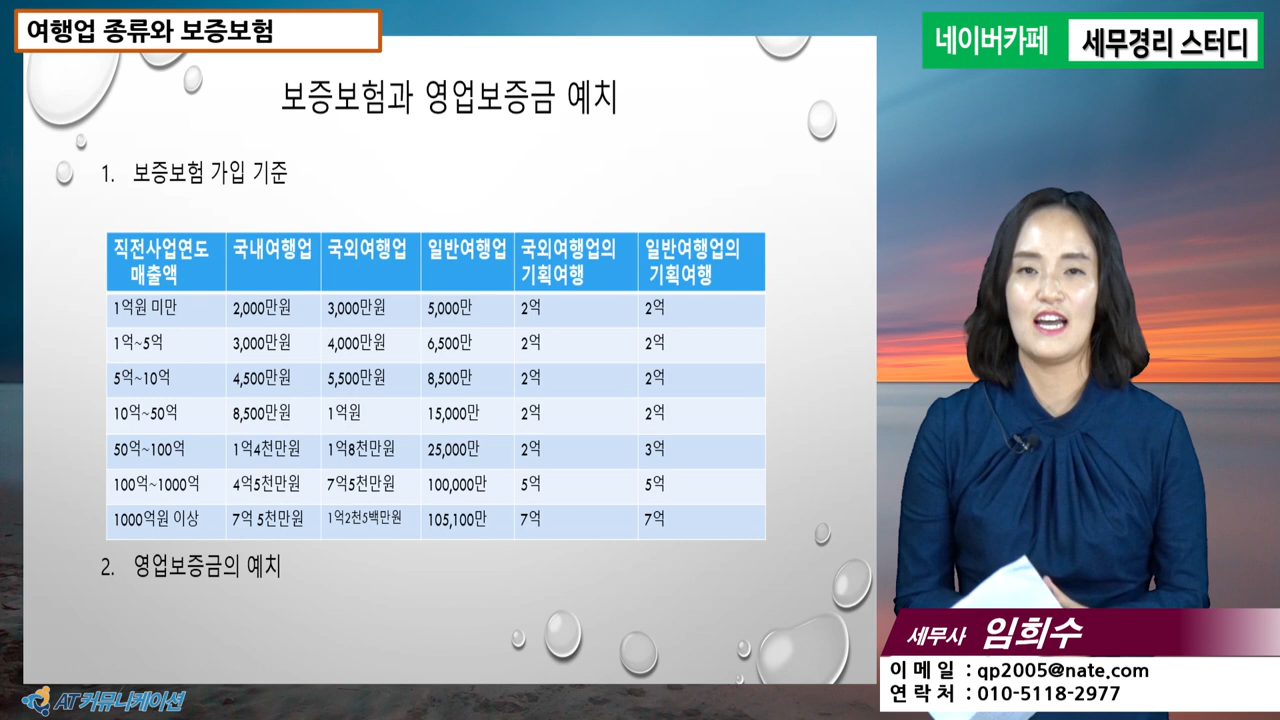 여행업 종류와 보증보험
네이버카페 세무경리 스터디
보증보험과 영업보증금 예치
1. 보증보험 가입 기준
직전사업연도 매출액 국내여행업 국외여행업 일반여행업 국외여행업의 기획여행 일반여행업의 기획여행
1억원 미만 2,000만원 3,000만원 5,000만 2억 2억
1억~5억 3,000만원 4,000만원 6,500만 2억 2억
5억~10억 4,500만원 5,500만원 8,500만 2억 2억
10억~50억 8,500만원 1억원 15,000만 2억 2억
50억~100억 1억4천만원 1억8천만원 25,000만 2억 3억
100억~1000억 4억5천만원 7억5천만원 100,000만 5억 5억
1000억원 이상 7억 5천만원 1억2천5백만원 105,100만 7억 7억
2. 영업보증금의 예치
세무사 임희수
이 메 일 : qp2005@nate.com
연 락 처 : 010-5118-2977
AT커뮤니케이션